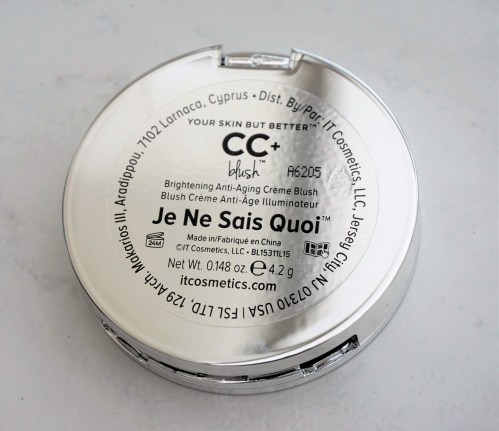 Dist. By/Par: IT Cosmetics, LLC, Jersey City, NJ 07310 USA | FSL LTD, 129 Arch. Makarios III, Aradippou, 7102 Larnaca, Cyprus •
YOUR SKIN BUT BETTER™
CC+
blush™ A6205
Brightening Anti-Aging Crème Blush
Blush Crème Anti-Âge Illuminateur
Je Ne Sais Quoi™
Made in/Fabriqué en China
24M ©IT Cosmetics, LLC • BL15311L15
Net Wt. 0.148 oz. ℮ 4.2 g
itcosmetics.com